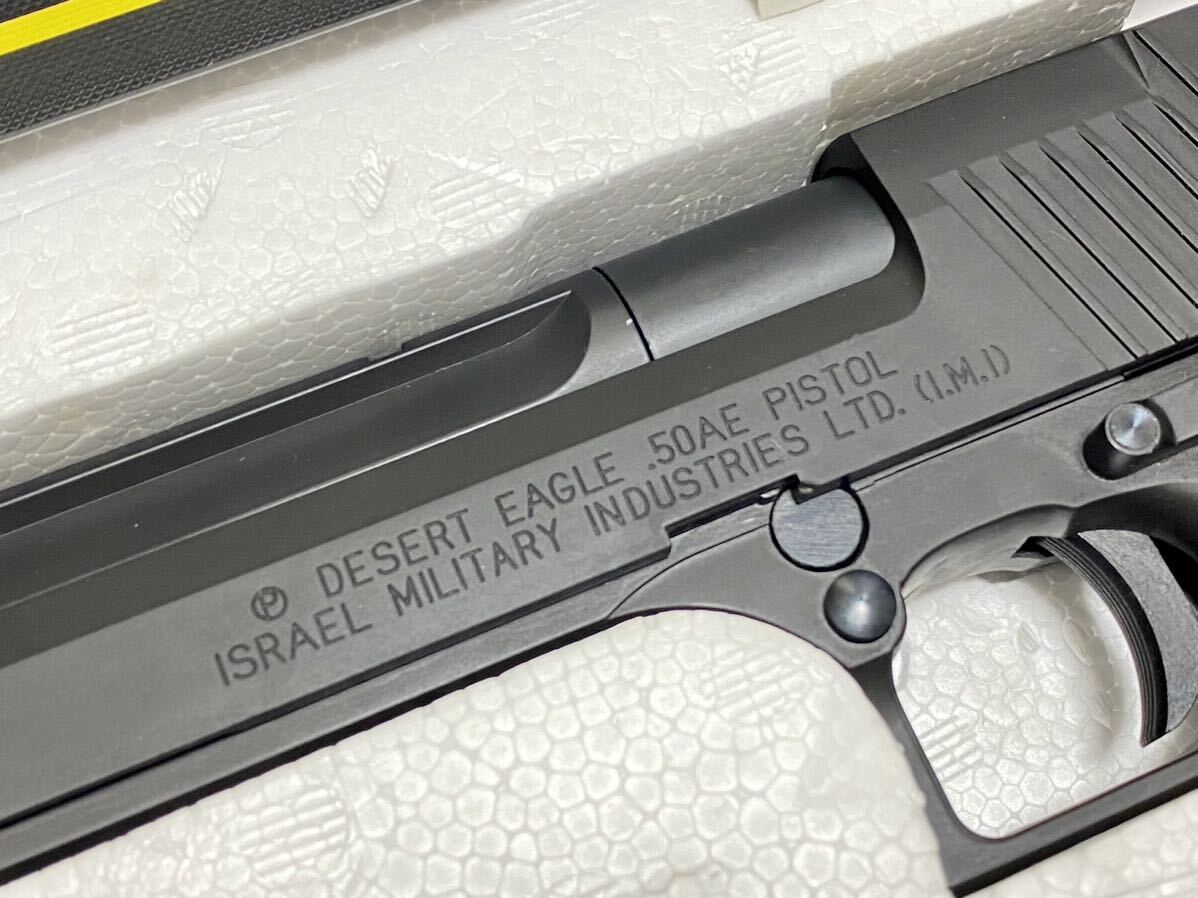 Ⓟ DESERT EAGLE .50AE PISTOL
ISRAEL MILITARY INDUSTRIES LTD. (I.M.I)